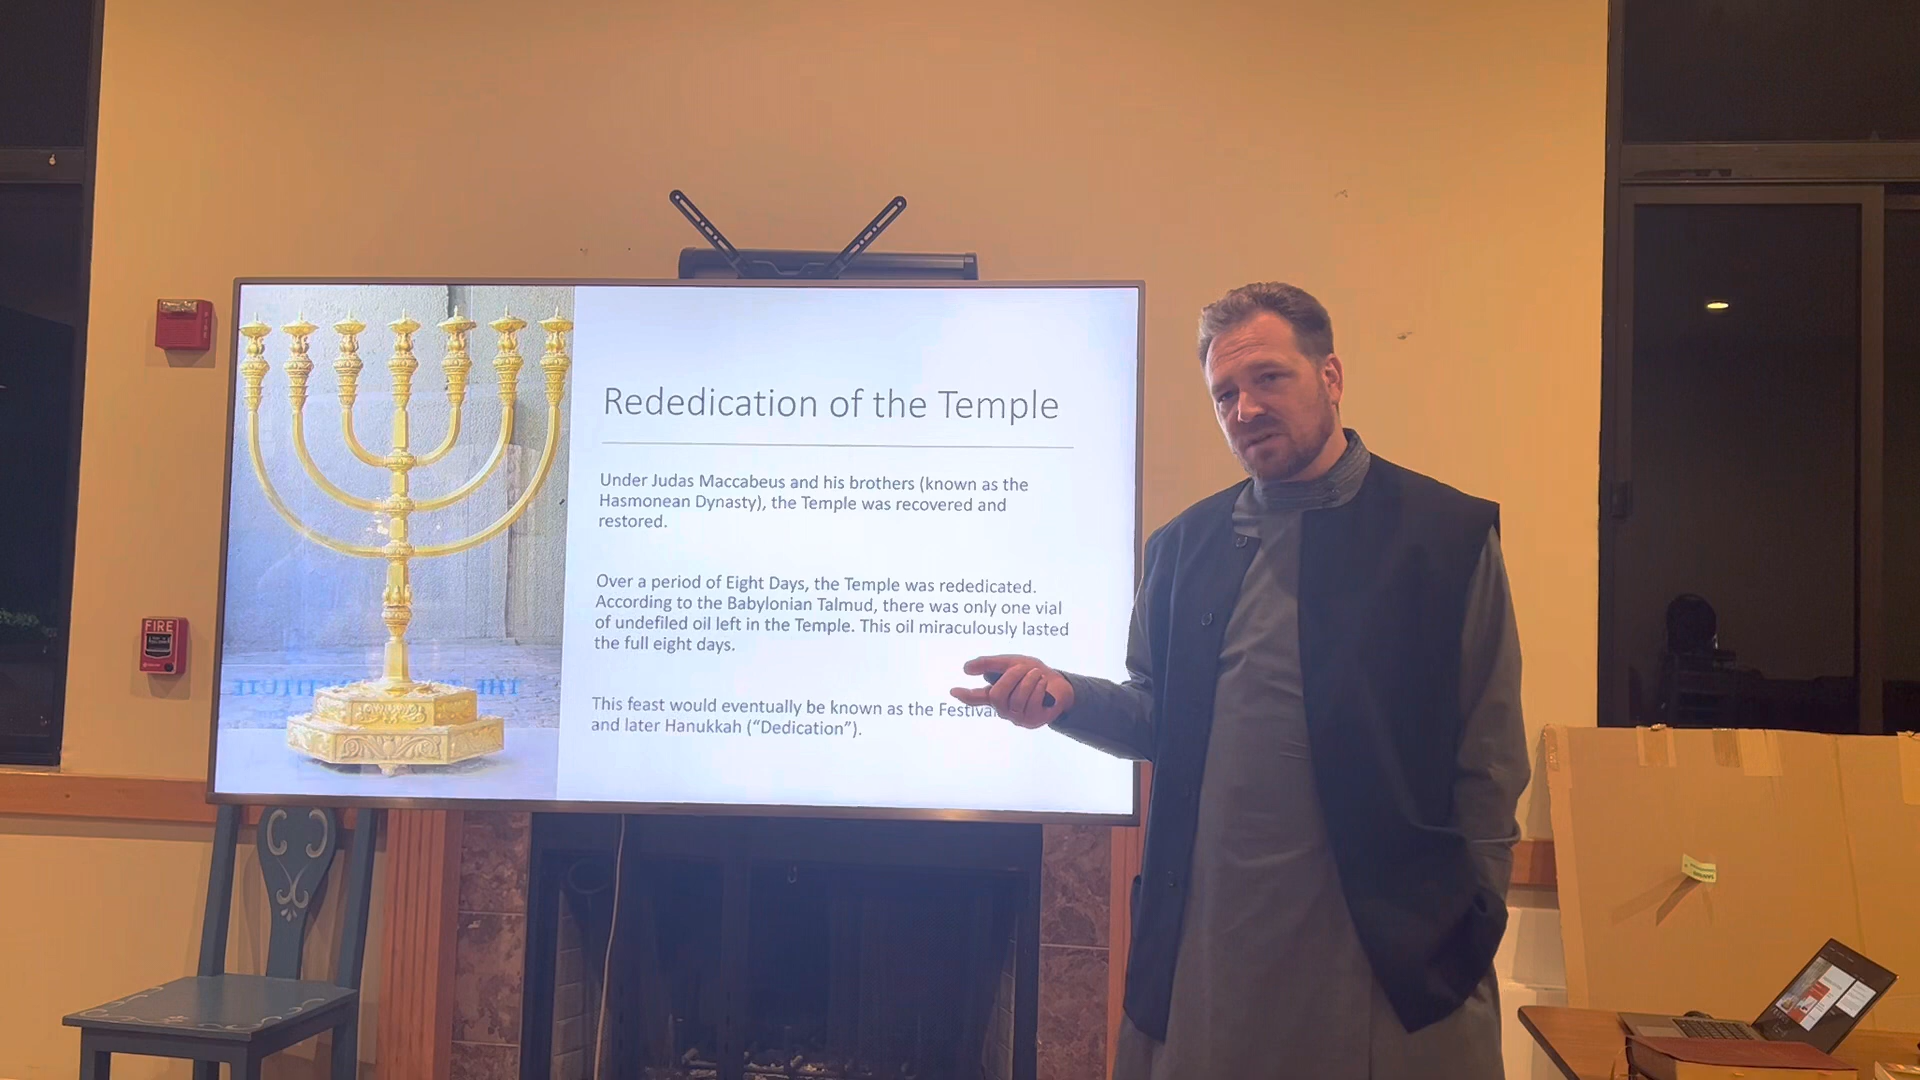 Rededication of the Temple
Under Judas Maccabeus and his brothers (known as the
Hasmonean Dynasty), the Temple was recovered and
restored.
Over a period of Eight Days, the Temple was rededicated.
According to the Babylonian Talmud, there was only one vial
of undefiled oil left in the Temple. This oil miraculously lasted
the full eight days.
This feast would eventually be known as the Festival
and later Hanukkah (“Dedication”).
FIRE